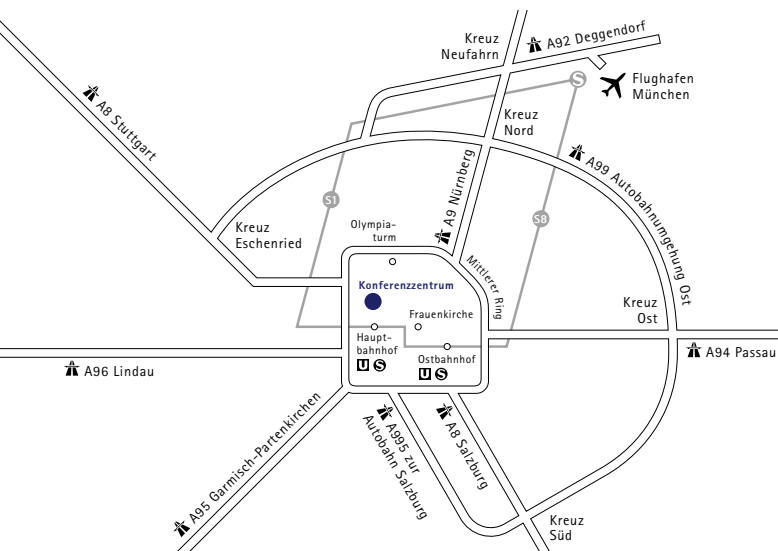 Kreuz
Neufahrn
A92 Deggendorf
S
Flughafen
München
A8 Stuttgart
Kreuz
Nord
A99 Autobahnumgehung Ost
A9 Nürnberg
S1
S8
Kreuz
Eschenried
Olympia-
turm
Mittlerer Ring
Konferenzzentrum
Kreuz
Ost
Frauenkirche
Haupt-
bahnhof
U S
Ostbahnhof
U S
A94 Passau
A96 Lindau
A95 Garmisch-Partenkirchen
A995 zur
Autobahn Salzburg
A8 Salzburg
Kreuz
Süd